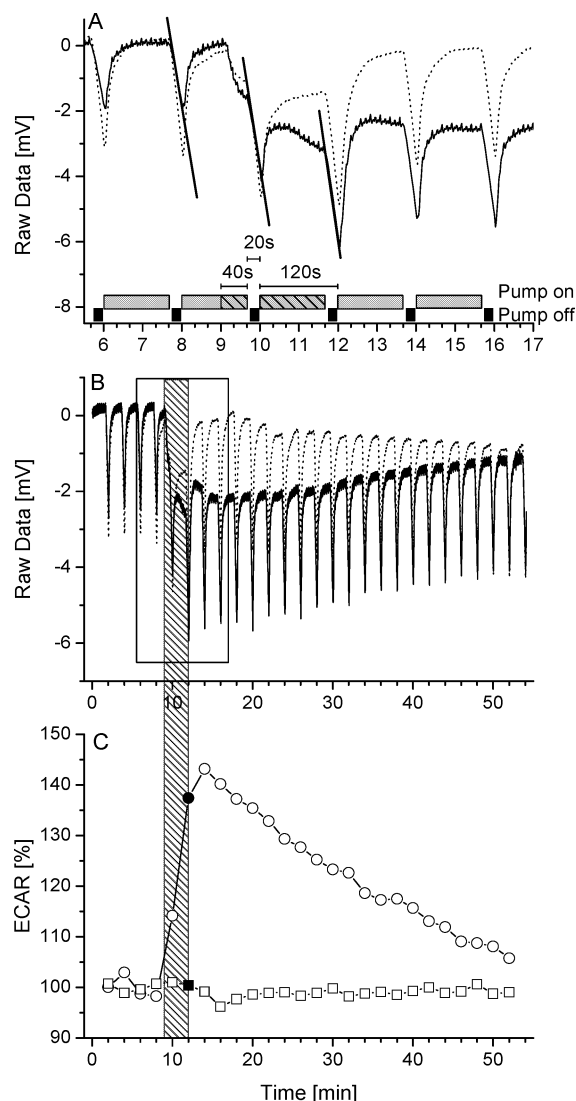 A
0
-2
-4
-6
-8
Raw Data [mV]
20s
40s
120s
Pump on
Pump off
6 7 8 9 10 11 12 13 14 15 16 17
B
0
-2
-4
-6
Raw Data [mV]
0 10 20 30 40 50
C
150
140
130
120
110
100
90
ECAR [%]
0 10 20 30 40 50
Time [min]